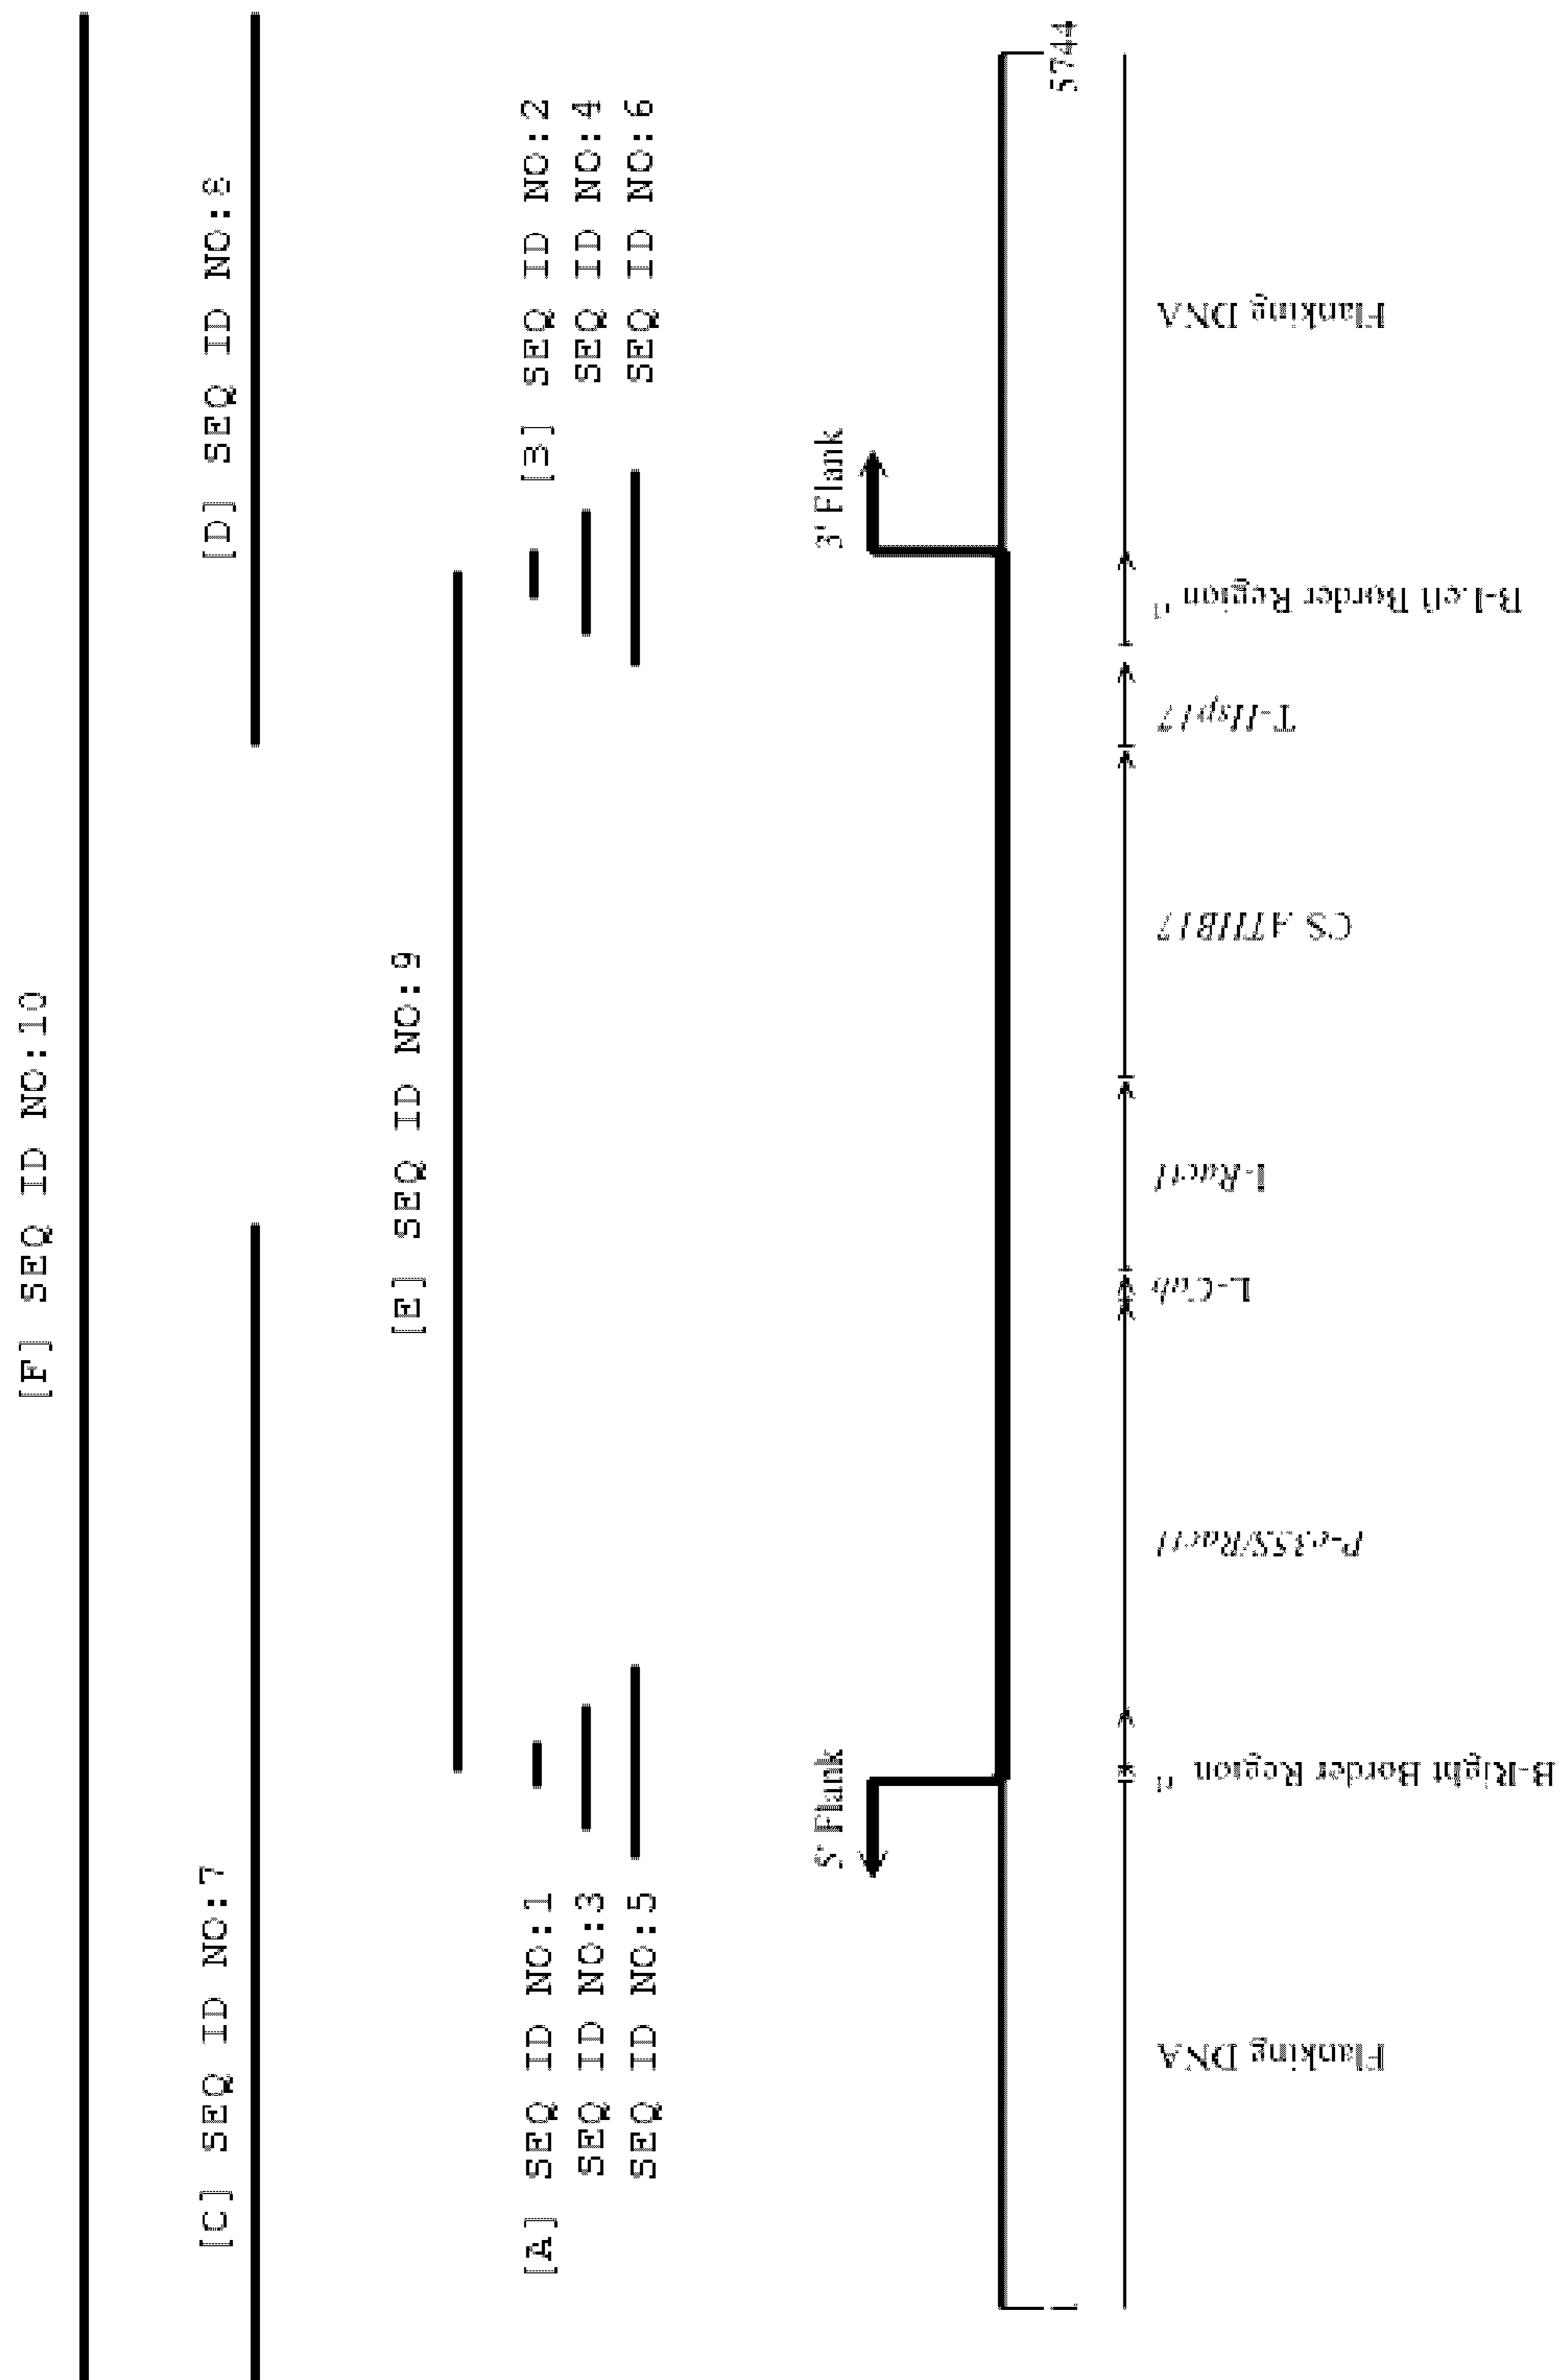 [F] SEQ ID NO:10
[C] SEQ ID NO:7
[D] SEQ ID NO:8
[E] SEQ ID NO:9
[A] SEQ ID NO:1
SEQ ID NO:3
SEQ ID NO:5
[B] SEQ ID NO:2
SEQ ID NO:4
SEQ ID NO:6
5' Flank
3' Flank
5744
Flanking DNA
B-Right Border Region
P-e35S/Ract1
L-Cab
I-Ract1
CS ATHB17
T-Hsp17
B-Left Border Region
Flanking DNA